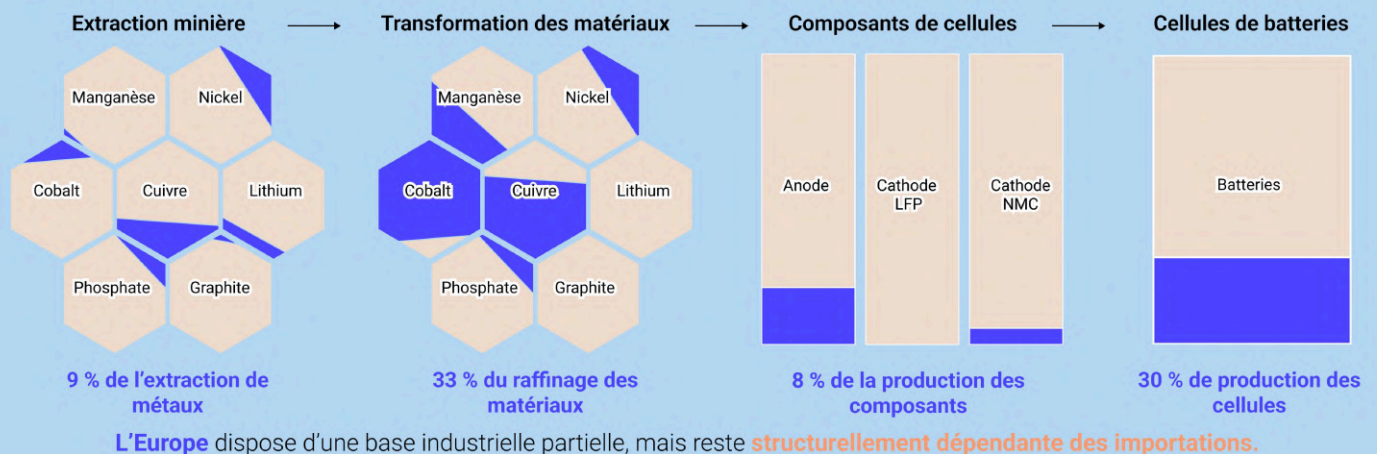 Extraction minière
Transformation des matériaux
Composants de cellules
Cellules de batteries
Manganèse
Nickel
Cobalt
Cuivre
Lithium
Phosphate
Graphite
Manganèse
Nickel
Cobalt
Cuivre
Lithium
Phosphate
Graphite
Anode
Cathode
LFP
Cathode
NMC
Batteries
9 % de l’extraction de
métaux
33 % du raffinage des
matériaux
8 % de la production des
composants
30 % de production des
cellules
L’Europe dispose d’une base industrielle partielle, mais reste structurellement dépendante des importations.